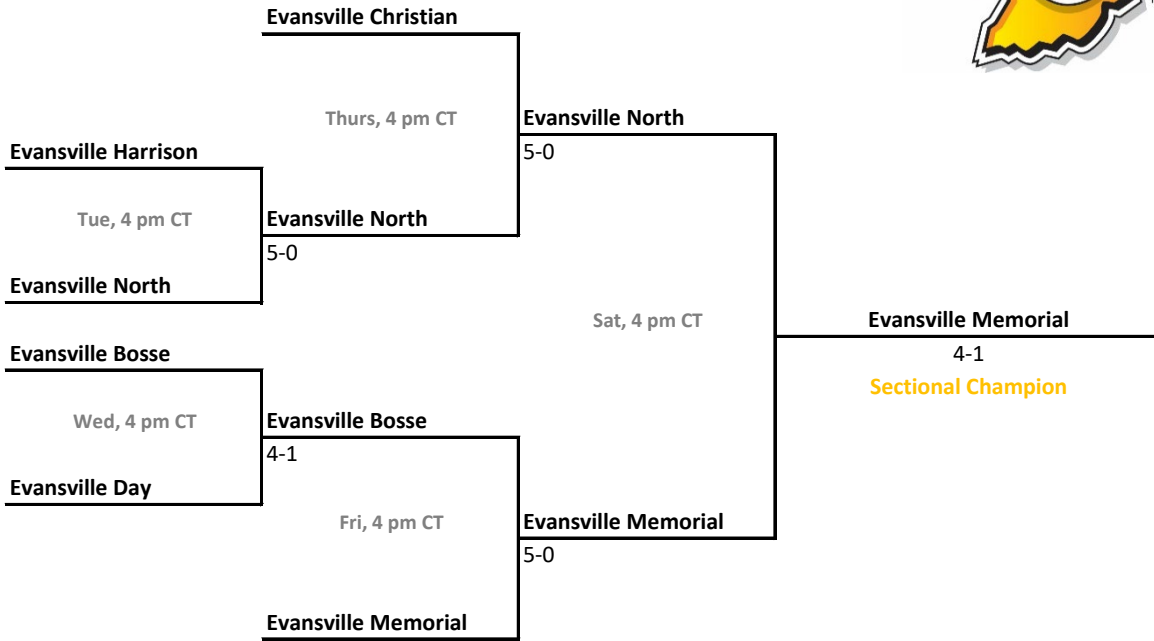 Evansville Christian
Thurs, 4 pm CT
Evansville North
5-0
Evansville Harrison
Tue, 4 pm CT
Evansville North
5-0
Evansville North
Sat, 4 pm CT
Evansville Memorial
4-1
Sectional Champion
Evansville Bosse
Wed, 4 pm CT
Evansville Bosse
4-1
Evansville Day
Fri, 4 pm CT
Evansville Memorial
5-0
Evansville Memorial